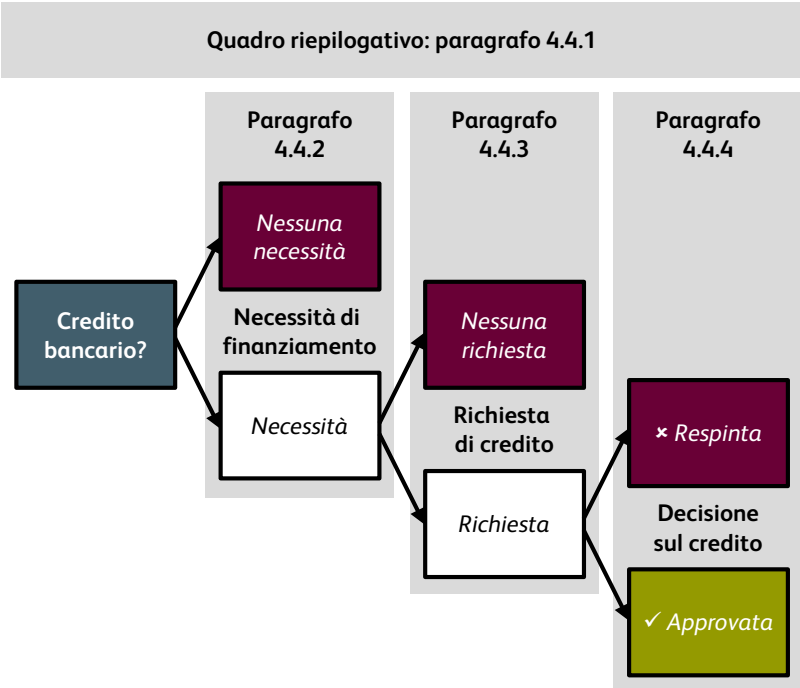 Quadro riepilogativo: paragrafo 4.4.1
Paragrafo
4.4.2
Paragrafo
4.4.3
Paragrafo
4.4.4
Nessuna
necessità
Credito
bancario?
Necessità di
finanziamento
Nessuna
richiesta
Necessità
Richiesta
di credito
× Respinta
Richiesta
Decisione
sul credito
✓ Approvata